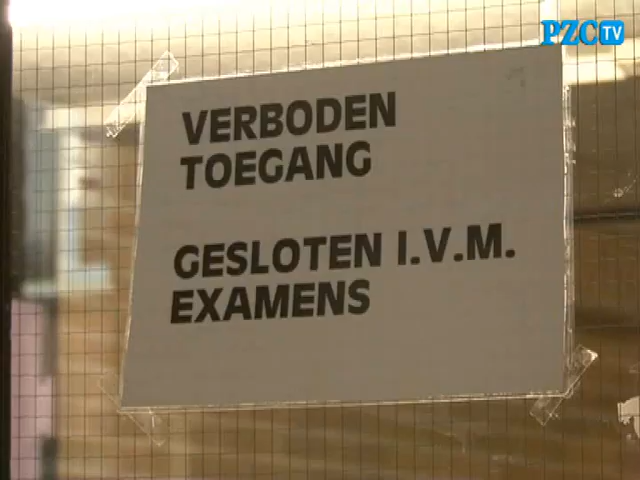 PZC TV
VERBODEN
TOEGANG
GESLOTEN I.V.M.
EXAMENS